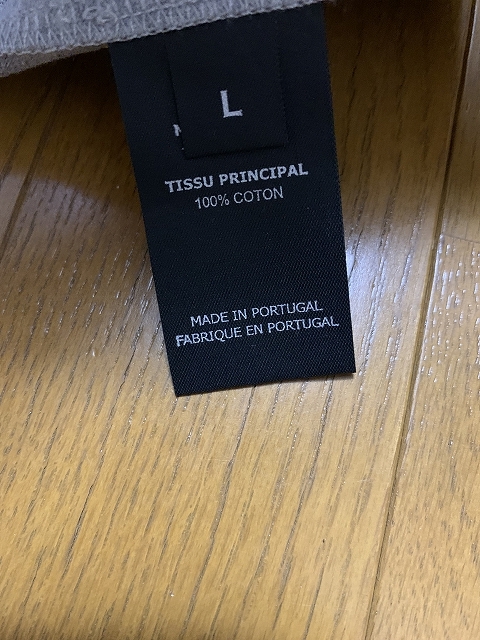 L
TISSU PRINCIPAL
100% COTON
MADE IN PORTUGAL
FABRIQUE EN PORTUGAL